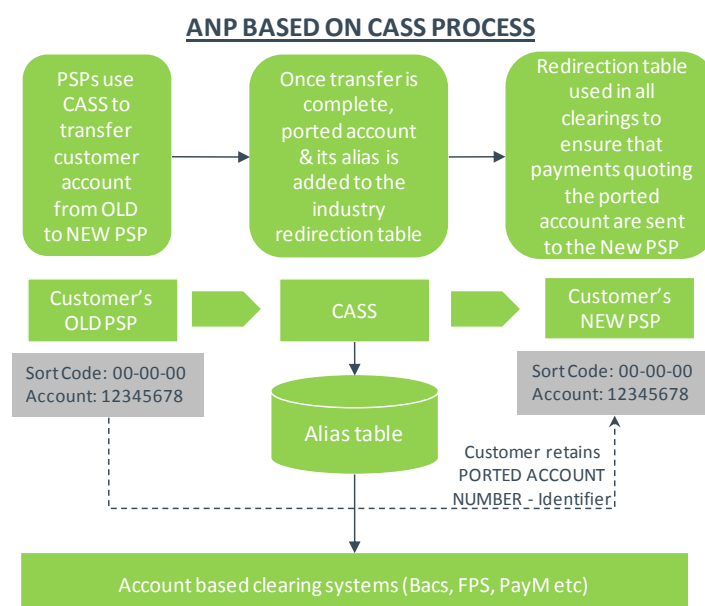 ANP BASED ON CASS PROCESS
PSPs use
CASS to
transfer
customer
account
from OLD
to NEW PSP
Once transfer is
complete,
ported account
& its alias is
added to the
industry
redirection table
Redirection table
used in all
clearings to
ensure that
payments quoting
the ported
account are sent
to the New PSP
Customer's
OLD PSP
CASS
Customer's
NEW PSP
Sort Code: 00-00-00
Account: 12345678
Sort Code: 00-00-00
Account: 12345678
Alias table
Customer retains
PORTED ACCOUNT
NUMBER - Identifier
Account based clearing systems (Bacs, FPS, PayM etc)